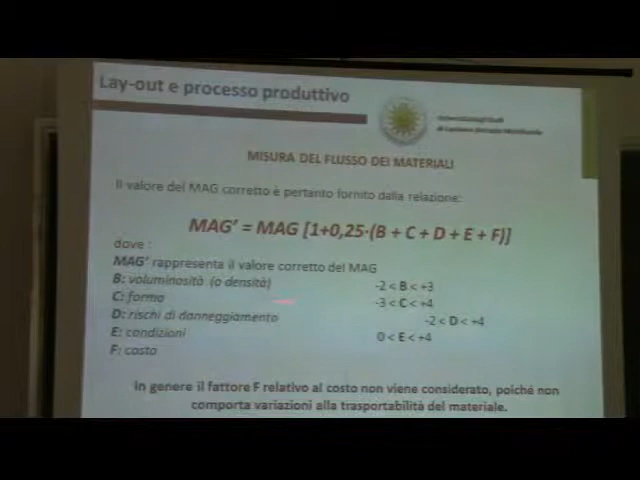 Lay-out e processo produttivo
Università degli Studi
di Cassino e del Lazio Meridionale
MISURA DEL FLUSSO DEI MATERIALI
Il valore del MAG corretto è pertanto fornito dalla relazione:
MAG' = MAG [1+0,25·(B + C + D + E + F)]
dove :
MAG' rappresenta il valore corretto del MAG
B: voluminosità (o densità) -2 < B < +3
C: forma -3 < C < +4
D: rischi di danneggiamento -2 < D < +4
E: condizioni 0 < E < +4
F: costo
In genere il fattore F relativo al costo non viene considerato, poiché non
comporta variazioni alla trasportabilità del materiale.